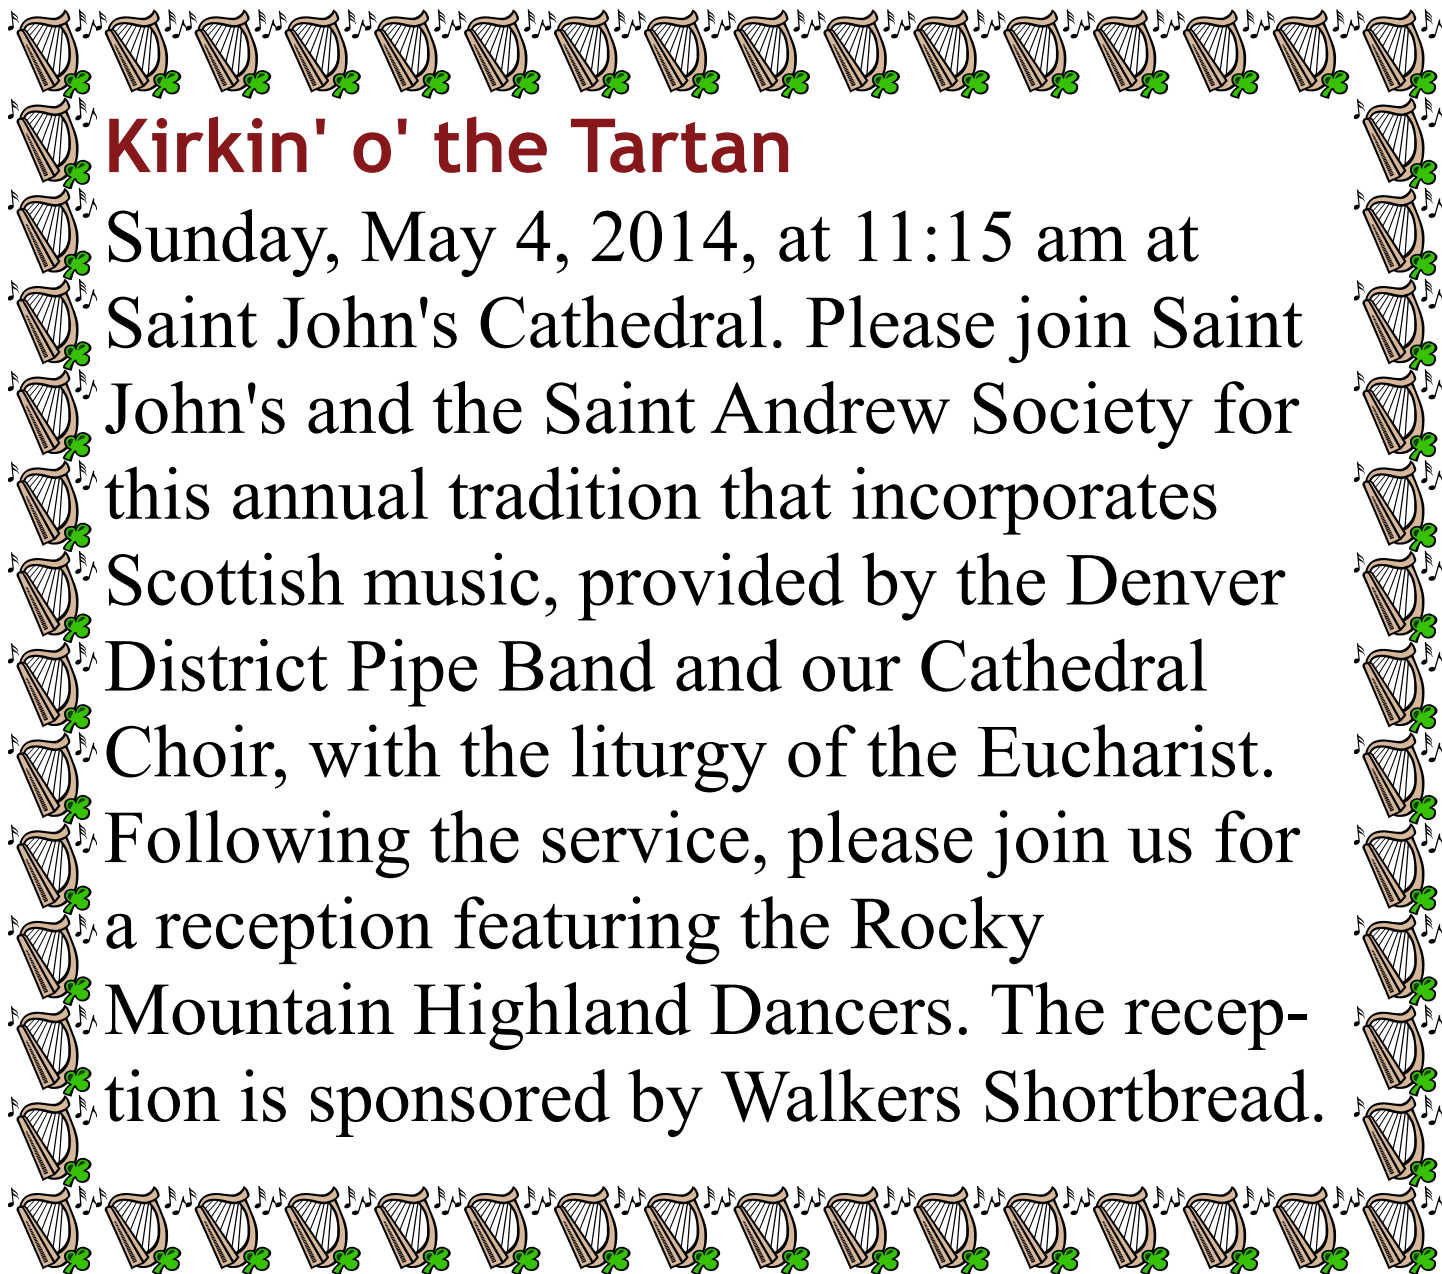 Kirkin' o' the Tartan
Sunday, May 4, 2014, at 11:15 am at
Saint John's Cathedral. Please join Saint
John's and the Saint Andrew Society for
this annual tradition that incorporates
Scottish music, provided by the Denver
District Pipe Band and our Cathedral
Choir, with the liturgy of the Eucharist.
Following the service, please join us for
a reception featuring the Rocky
Mountain Highland Dancers. The recep-
tion is sponsored by Walkers Shortbread.